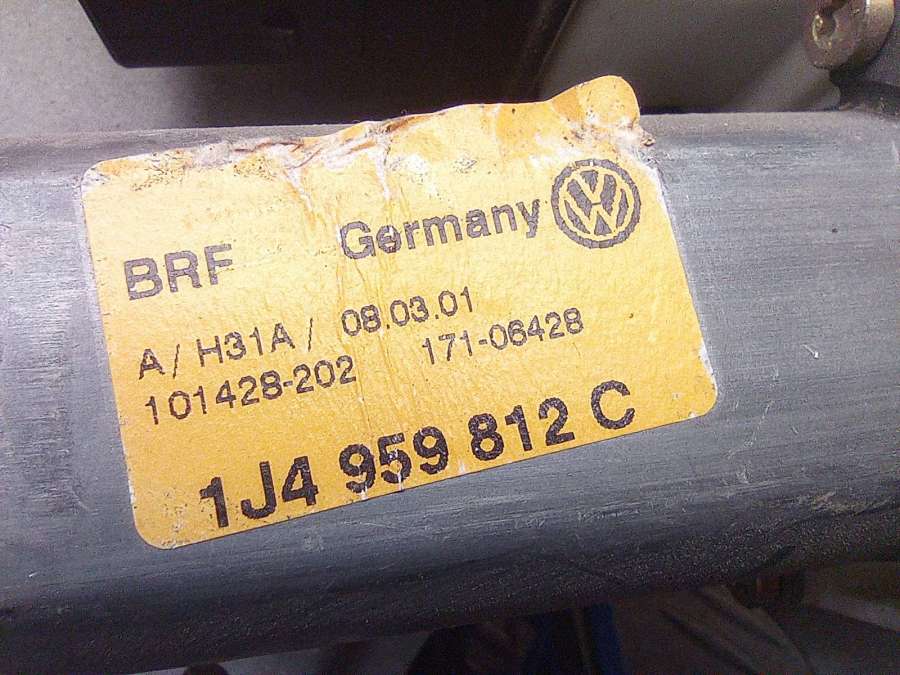 BRF Germany
A/H31A/ 08.03.01
101428-202 171-06428
1J4 959 812 C